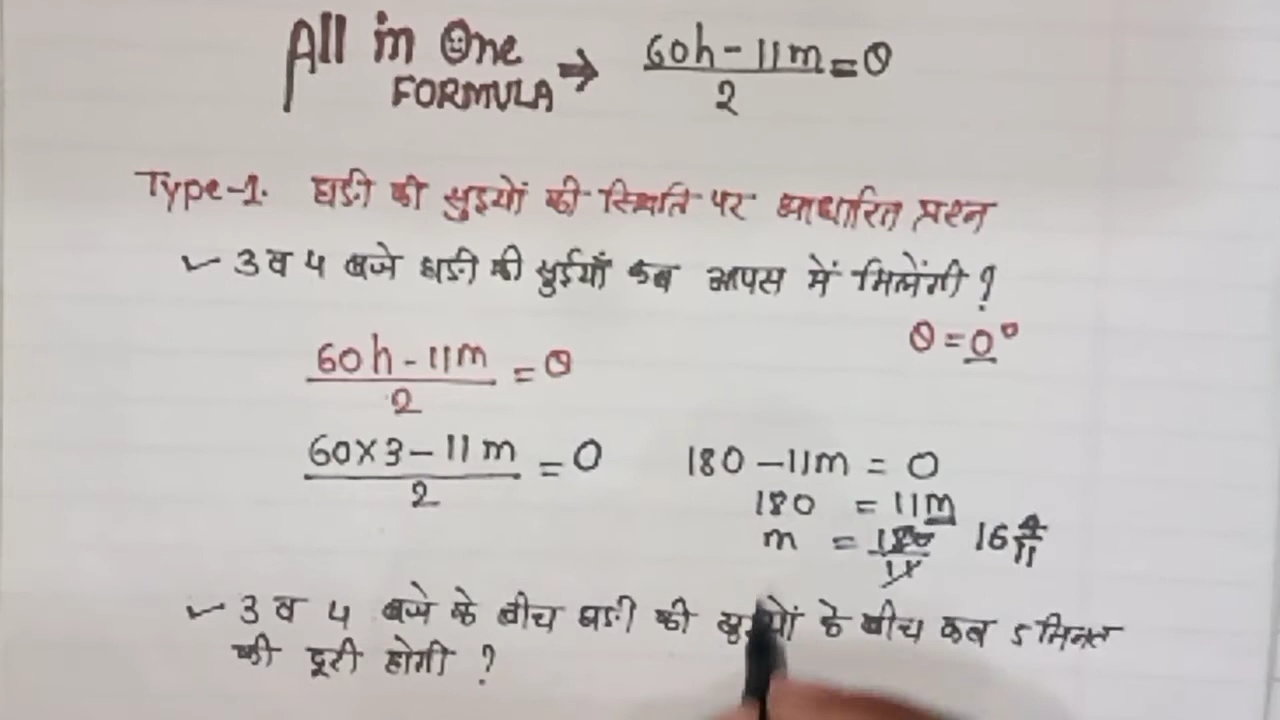 All in One FORMULA → (60h - 11m)/2 = θ
Type-1. घड़ी की सुइयों की स्थिति पर आधारित प्रश्न
✓ 3 व 4 बजे घड़ी की सुईयाँ कब आपस में मिलेंगी ?
θ = 0°
(60h - 11m)/2 = θ
(60×3 - 11m)/2 = 0
180 - 11m = 0
180 = 11m
m = 180/11 16 4/11
✓ 3 व 4 बजे के बीच घड़ी की सुइयों के बीच कब 5 मिनट
की दूरी होगी ?